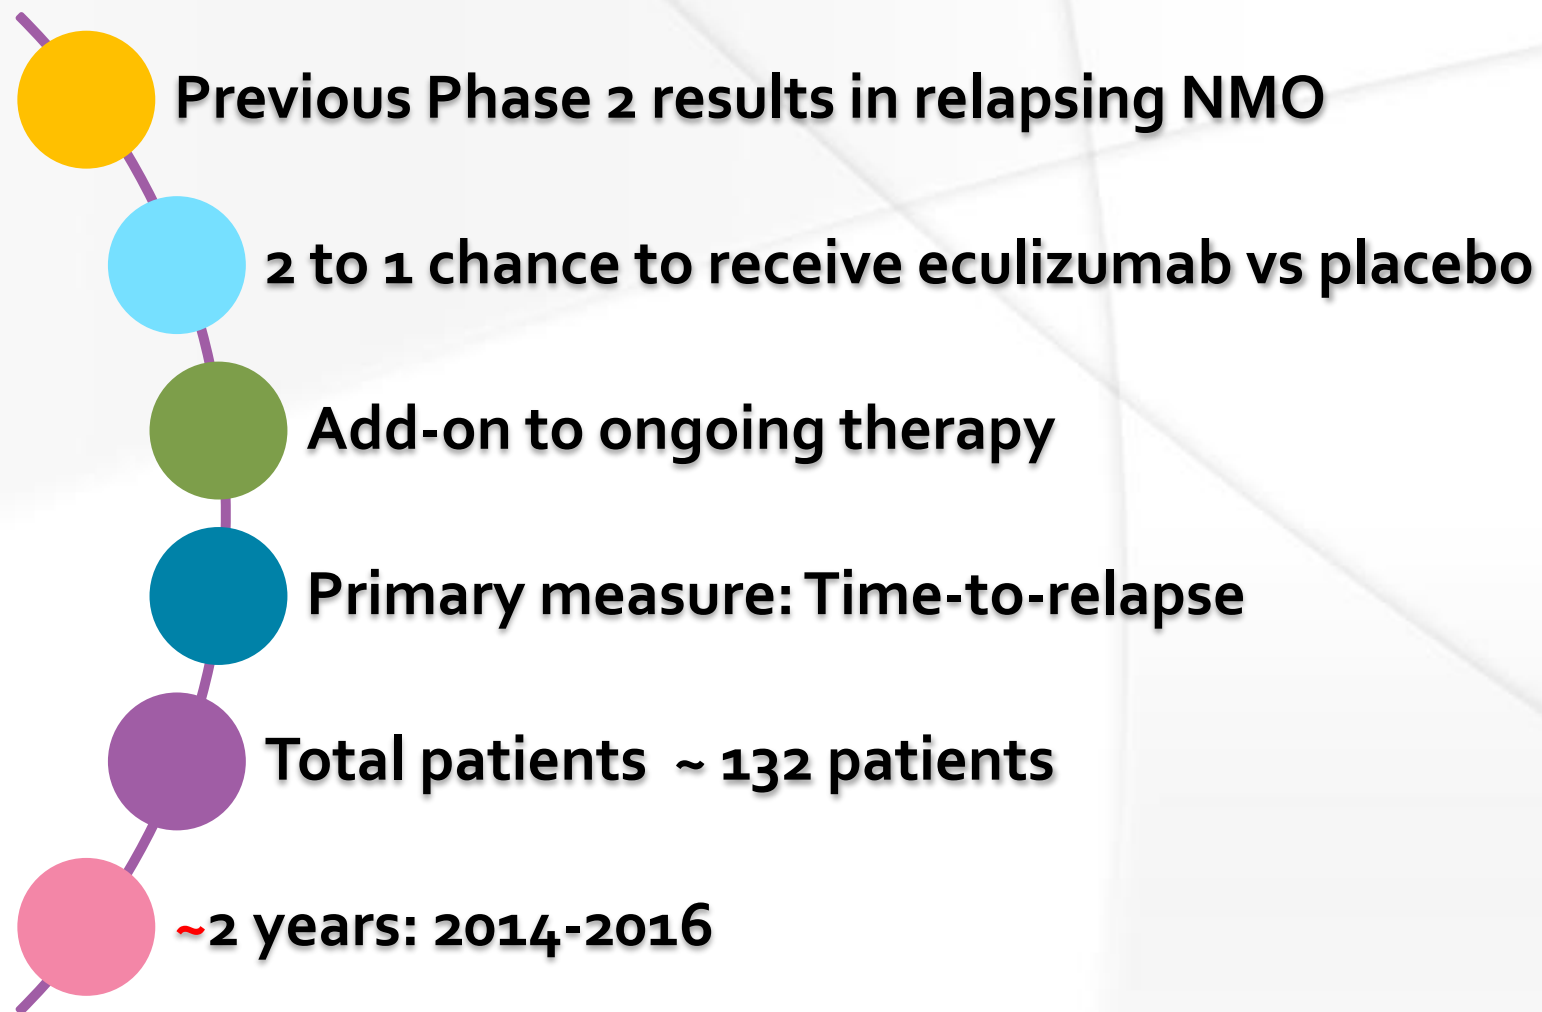 Previous Phase 2 results in relapsing NMO
2 to 1 chance to receive eculizumab vs placebo
Add-on to ongoing therapy
Primary measure: Time-to-relapse
Total patients ~ 132 patients
~2 years: 2014-2016